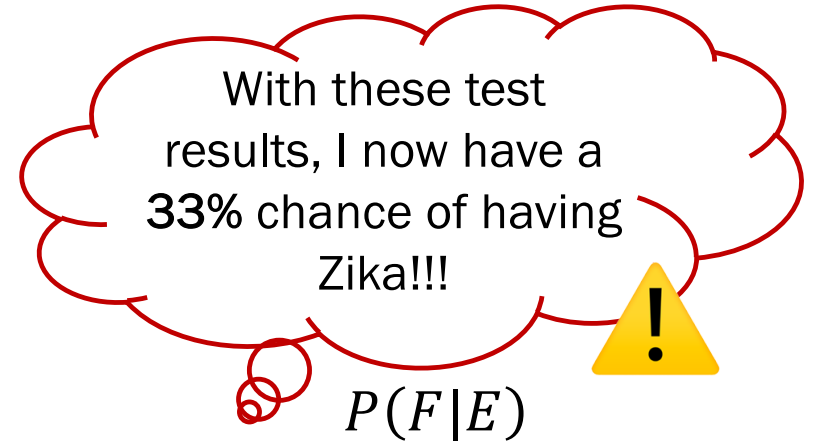 With these test
results, I now have a
33% chance of having
Zika!!!
!
P(F|E)